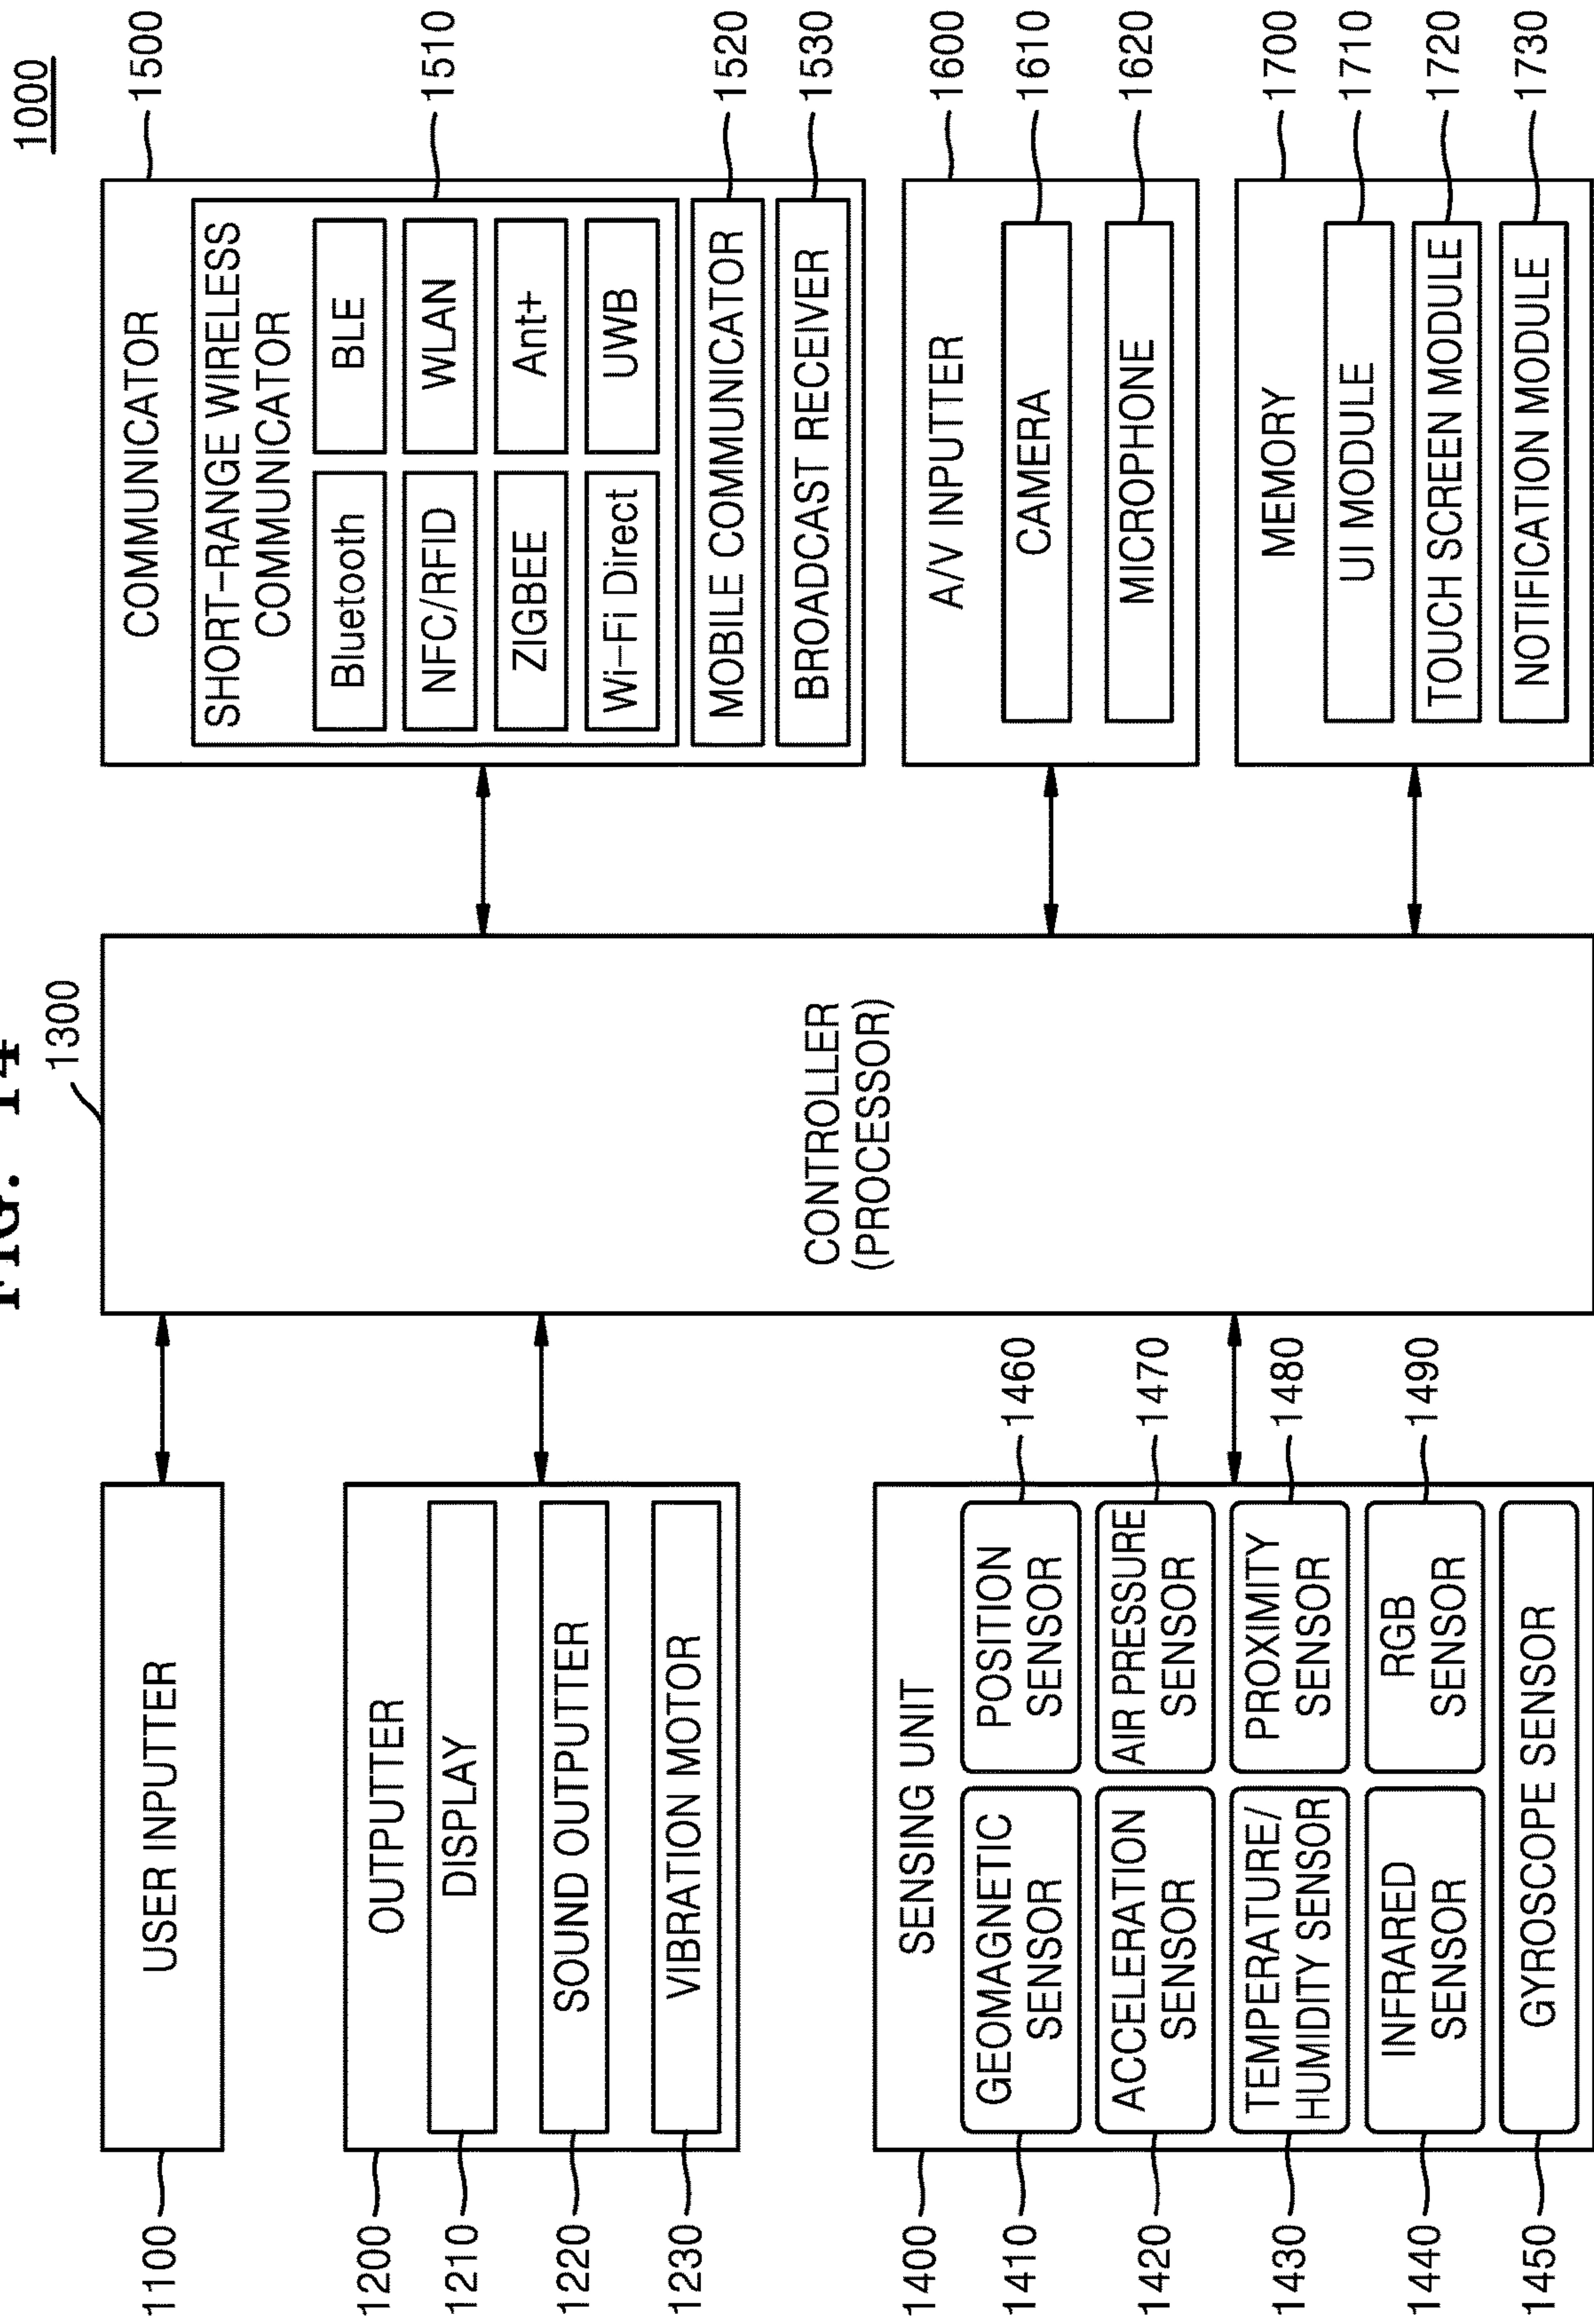 FIG. 14
1000
1100
USER INPUTTER
1200
OUTPUTTER
1210
DISPLAY
1220
SOUND OUTPUTTER
1230
VIBRATION MOTOR
1400
SENSING UNIT
1410
GEOMAGNETIC
SENSOR
POSITION
SENSOR
1460
1420
ACCELERATION
SENSOR
AIR PRESSURE
SENSOR
1470
1430
TEMPERATURE/
HUMIDITY SENSOR
PROXIMITY
SENSOR
1480
1440
INFRARED
SENSOR
RGB
SENSOR
1490
1450
GYROSCOPE SENSOR
1300
CONTROLLER
(PROCESSOR)
COMMUNICATOR
1500
SHORT-RANGE WIRELESS
COMMUNICATOR
1510
Bluetooth
BLE
NFC/RFID
WLAN
ZIGBEE
Ant+
Wi-Fi Direct
UWB
MOBILE COMMUNICATOR
1520
BROADCAST RECEIVER
1530
A/V INPUTTER
1600
CAMERA
1610
MICROPHONE
1620
MEMORY
1700
UI MODULE
1710
TOUCH SCREEN MODULE
1720
NOTIFICATION MODULE
1730